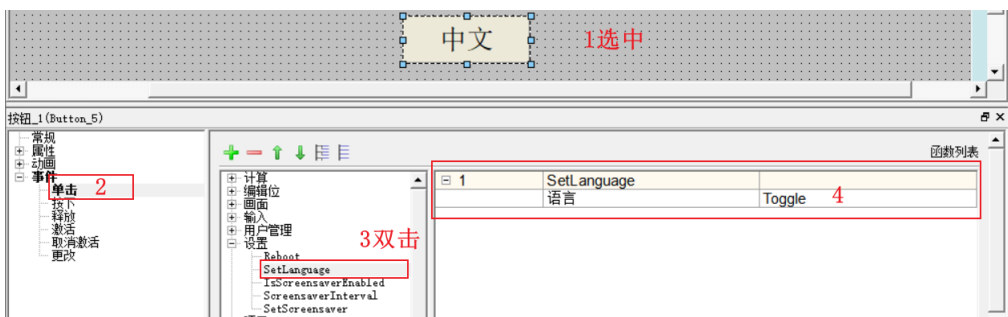 中文
1选中
按钮_1(Button_5)
常规
属性
动画
事件
单击
2
按下
释放
激活
取消激活
更改
函数列表
计算
编辑位
画面
输入
用户管理
设置
3双击
Reboot
SetLanguage
IsScreensaverEnabled
ScreensaverInterval
SetScreensaver
1 SetLanguage
语言 Toggle
4